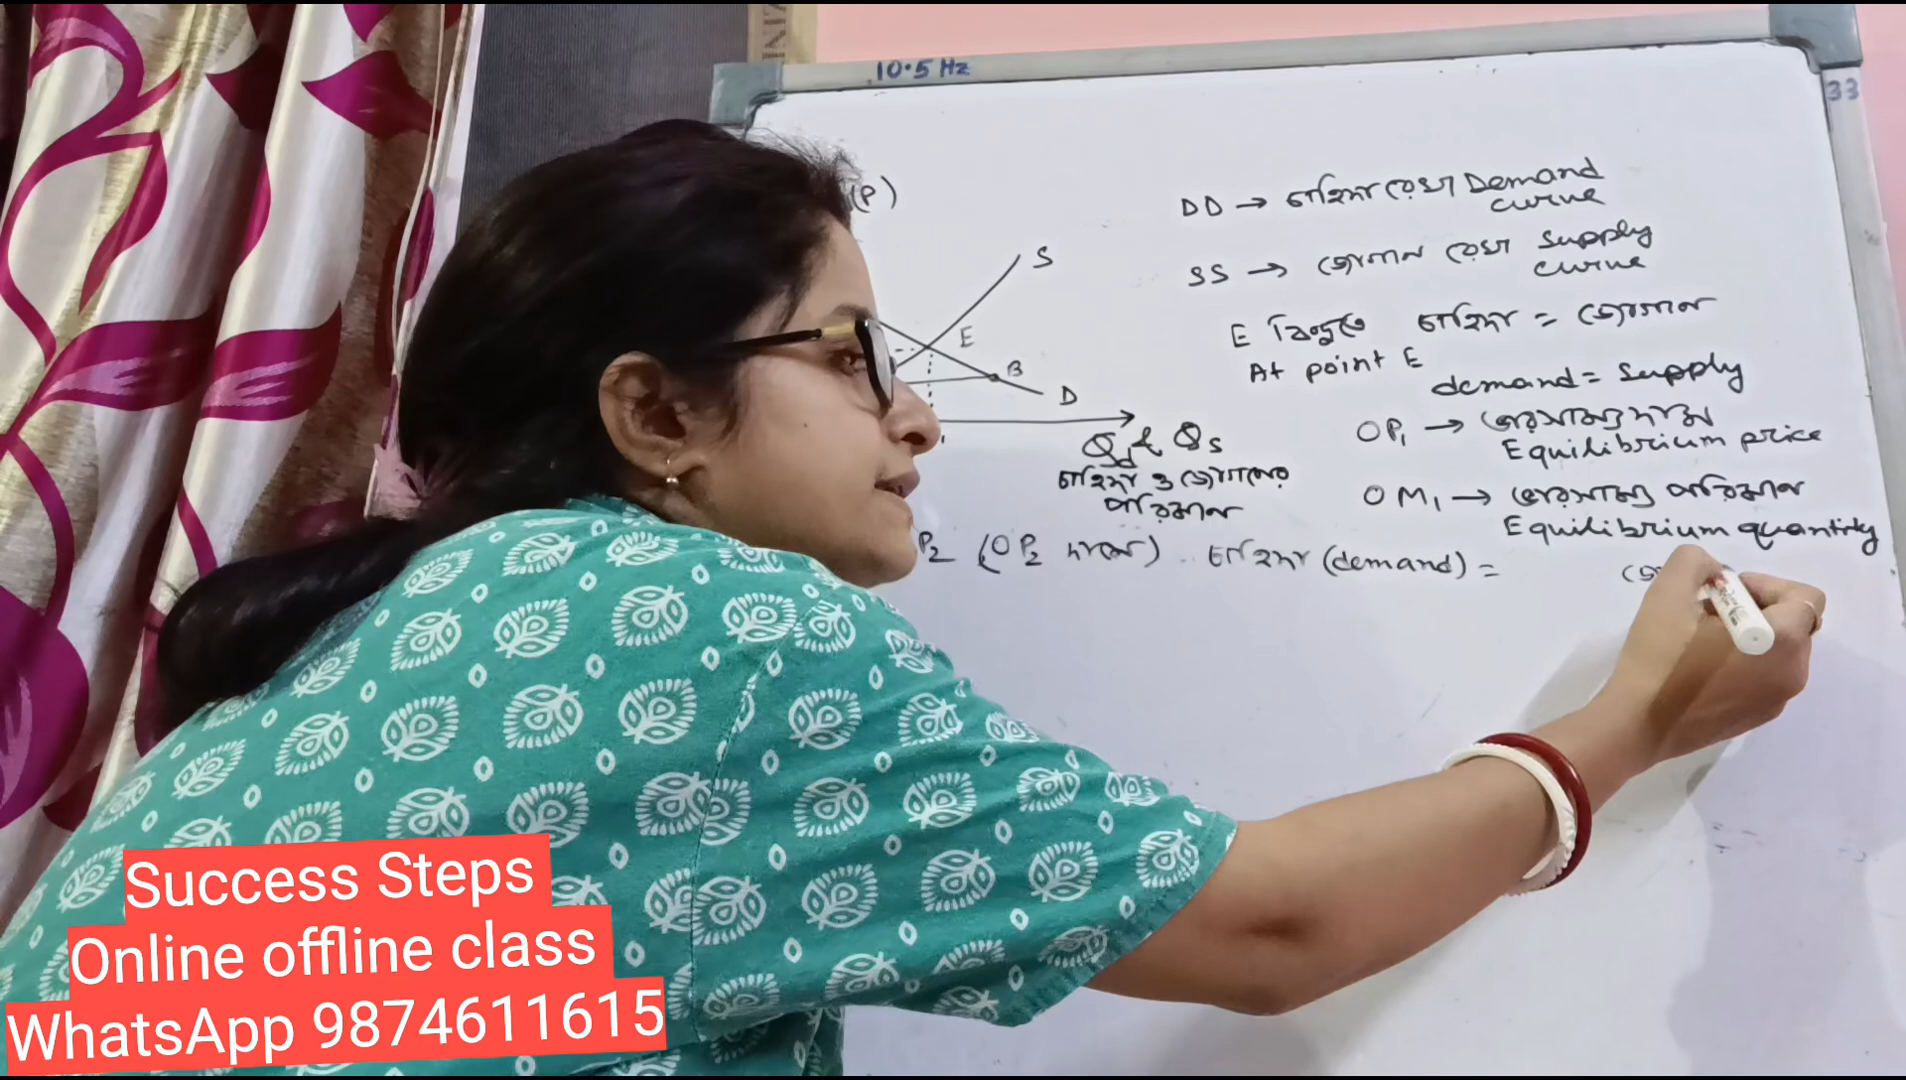 10.5 Hz
33
(P)
DD → চাহিদা রেখা Demand
curve
S
SS → জোগান রেখা Supply
curve
E
E বিন্দুতে চাহিদা = জোগান
At point E
demand = Supply
B
D
OP₁ → ভারসাম্য দাম
Equilibrium price
Qd & Qs
চাহিদা ও জোগানের
পরিমান
OM₁ → ভারসাম্য পরিমান
Equilibrium quantity
P₂ (OP₂ দামে) চাহিদা (demand) =
Success Steps
Online offline class
WhatsApp 9874611615